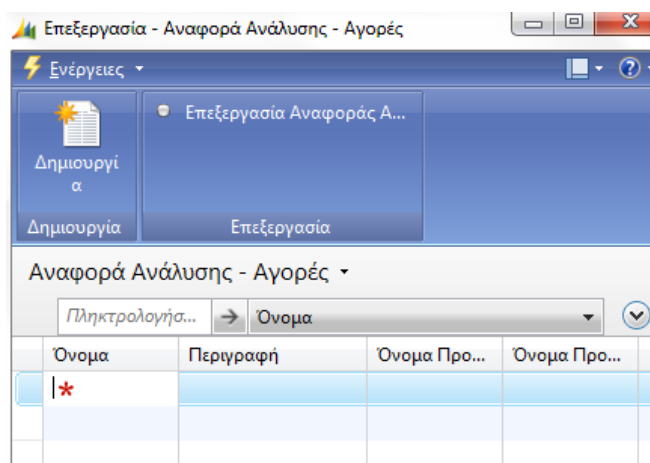 Επεξεργασία - Αναφορά Ανάλυσης - Αγορές
Ενέργειες
Δημιουργί
α
Επεξεργασία Αναφοράς Α...
Δημιουργία
Επεξεργασία
Αναφορά Ανάλυσης - Αγορές
Πληκτρολογήσ...
Όνομα
Όνομα
Περιγραφή
Όνομα Προ...
Όνομα Προ...